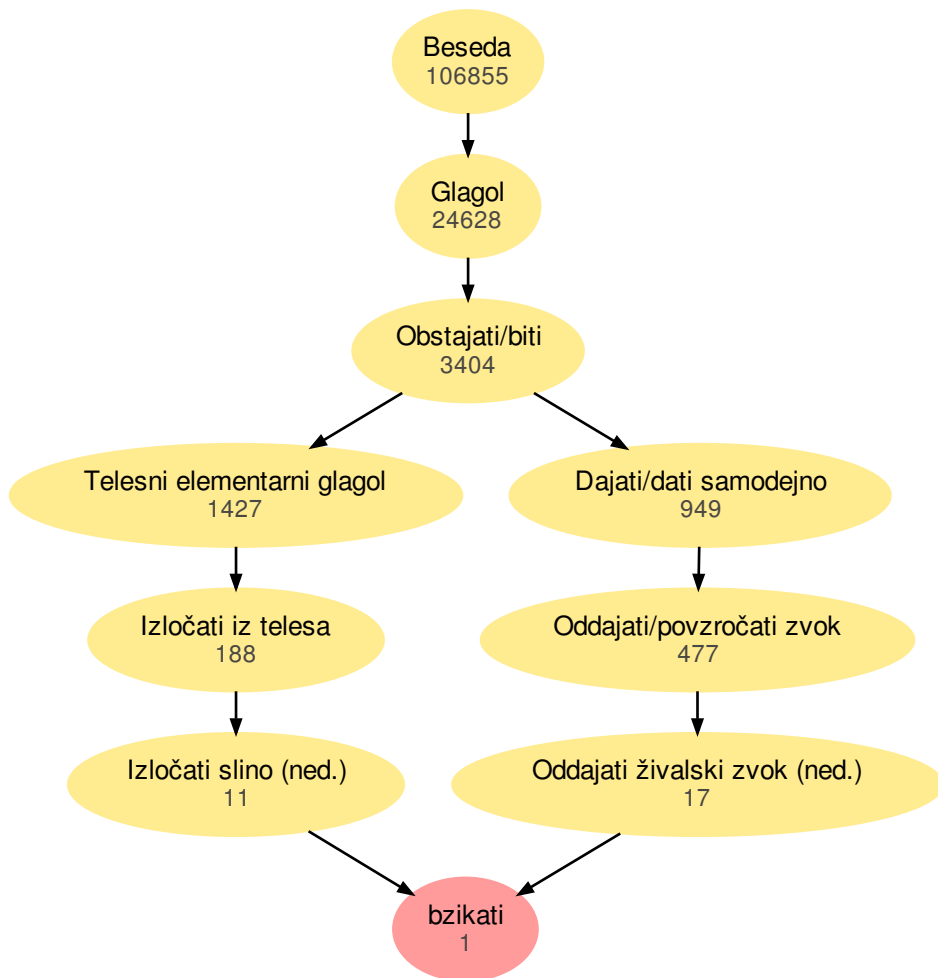 Beseda
106855
Glagol
24628
Obstajati/biti
3404
Telesni elementarni glagol
1427
Dajati/dati samodejno
949
Izločati iz telesa
188
Oddajati/povzročati zvok
477
Izločati slino (ned.)
11
Oddajati živalski zvok (ned.)
17
bzikati
1